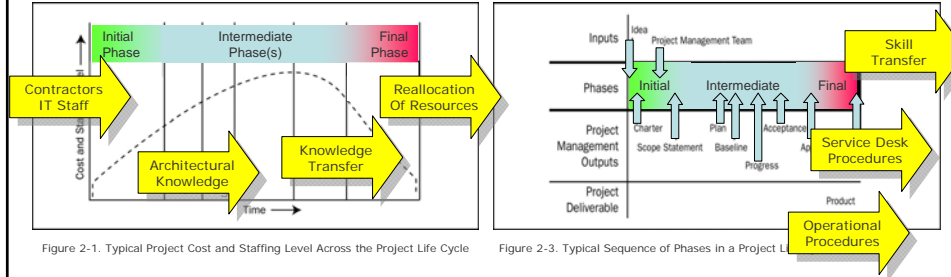 Initial
Phase
Intermediate
Phase(s)
Final
Phase
Contractors
IT Staff
Reallocation
Of Resources
Architectural
Knowledge
Knowledge
Transfer
Cost and
Time
Figure 2-1. Typical Project Cost and Staffing Level Across the Project Life Cycle
Inputs
Idea
Project Management Team
Skill
Transfer
Phases
Initial
Intermediate
Final
Project
Management
Outputs
Charter
Scope Statement
Plan
Baseline
Progress
Acceptance
Service Desk
Procedures
Project
Deliverable
Product
Operational
Procedures
Figure 2-3. Typical Sequence of Phases in a Project